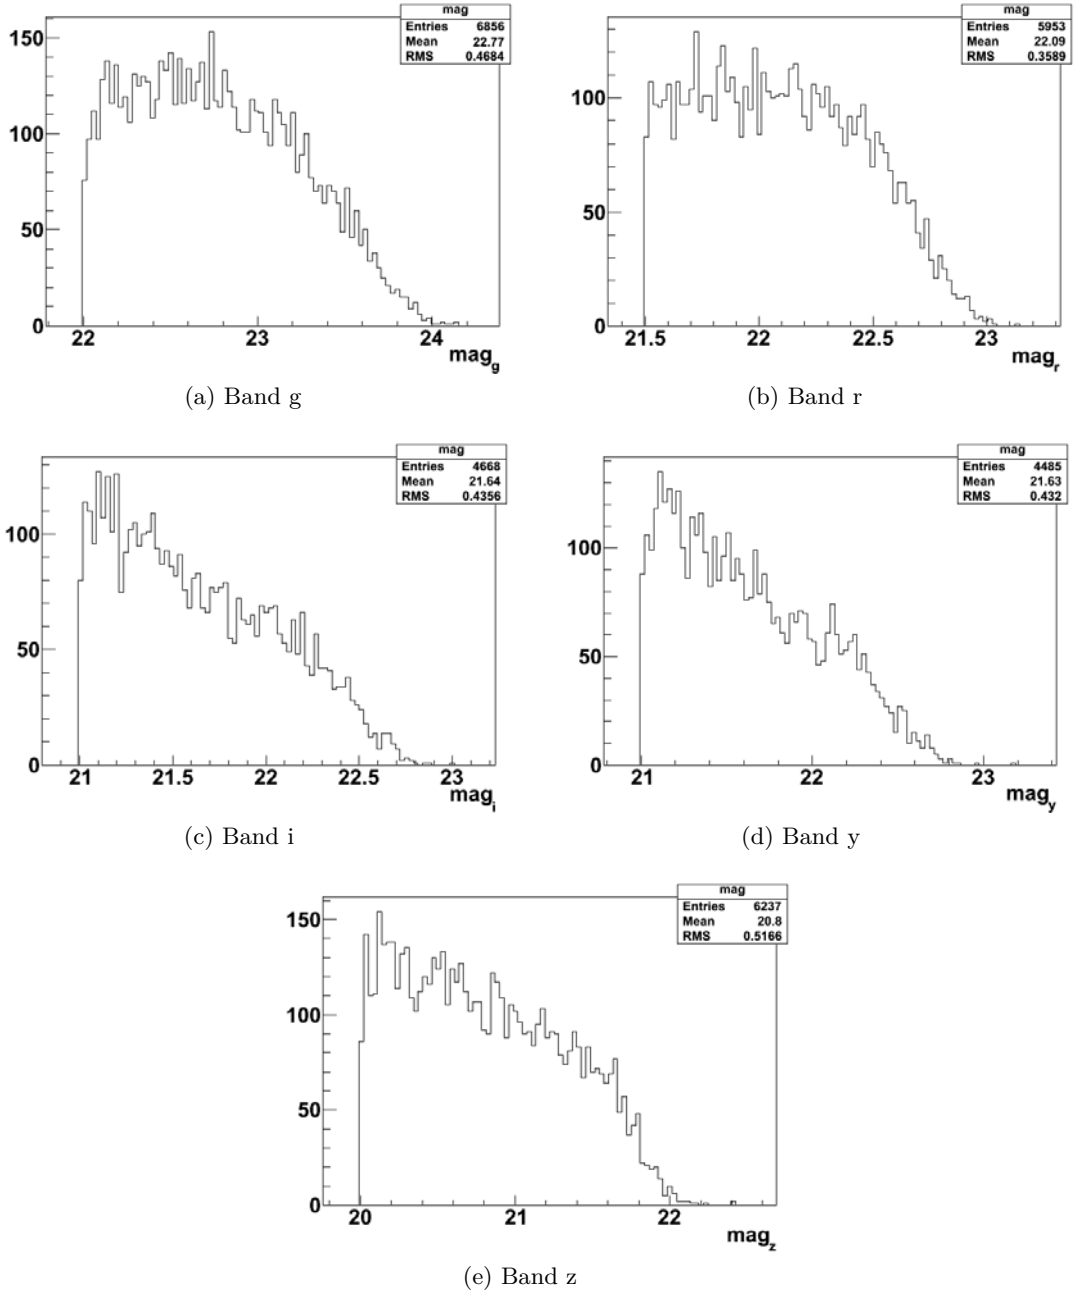 mag
Entries 6856
Mean 22.77
RMS 0.4684
150
100
50
0
22 23 24
mag_g
(a) Band g
mag
Entries 5953
Mean 22.09
RMS 0.3589
100
50
0
21.5 22 22.5 23
mag_r
(b) Band r
mag
Entries 4668
Mean 21.64
RMS 0.4356
100
50
0
21 21.5 22 22.5 23
mag_i
(c) Band i
mag
Entries 4485
Mean 21.63
RMS 0.432
100
50
0
21 22 23
mag_y
(d) Band y
mag
Entries 6237
Mean 20.8
RMS 0.5166
150
100
50
0
20 21 22
mag_z
(e) Band z